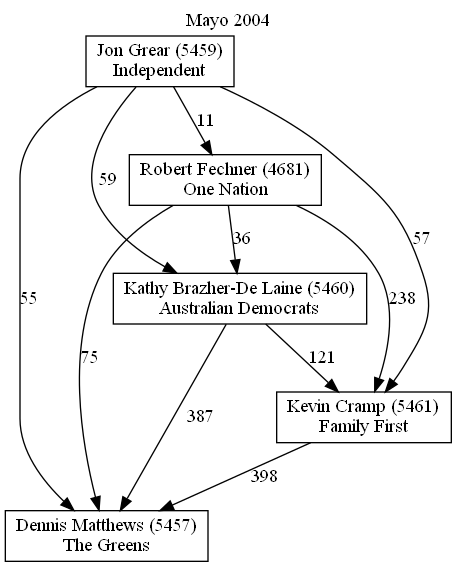 Mayo 2004
Jon Grear (5459)
Independent
11
Robert Fechner (4681)
One Nation
59
36
57
Kathy Brazher-De Laine (5460)
Australian Democrats
55
75
238
121
387
Kevin Cramp (5461)
Family First
398
Dennis Matthews (5457)
The Greens